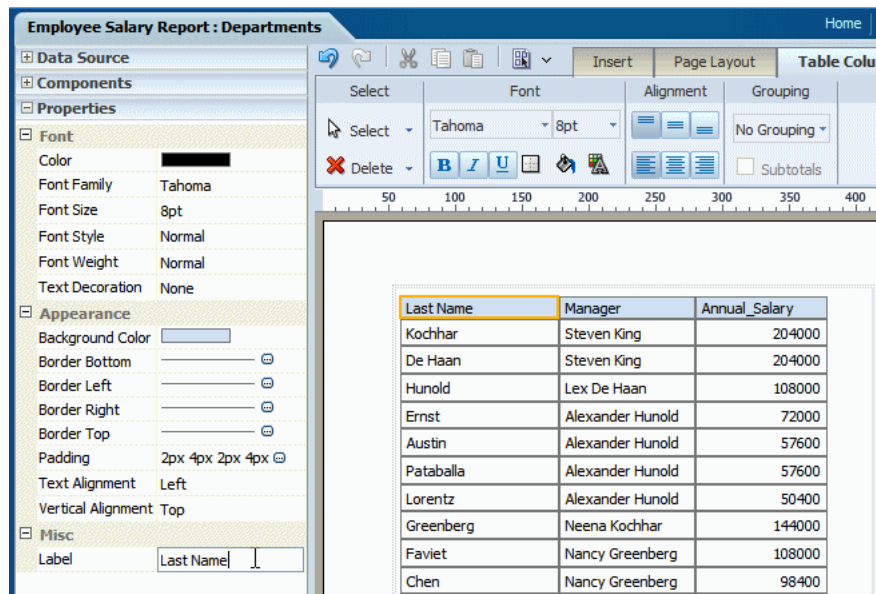 Employee Salary Report : Departments
Home
Data Source
Components
Properties
Font
Color
Font Family Tahoma
Font Size 8pt
Font Style Normal
Font Weight Normal
Text Decoration None
Appearance
Background Color
Border Bottom
Border Left
Border Right
Border Top
Padding 2px 4px 2px 4px
Text Alignment Left
Vertical Alignment Top
Misc
Label Last Name
Insert Page Layout Table Colu
Select Font Alignment Grouping
Select Tahoma 8pt No Grouping
Delete B I U Subtotals
50 100 150 200 250 300 350 400
Last Name Manager Annual_Salary
Kochhar Steven King 204000
De Haan Steven King 204000
Hunold Lex De Haan 108000
Ernst Alexander Hunold 72000
Austin Alexander Hunold 57600
Pataballa Alexander Hunold 57600
Lorentz Alexander Hunold 50400
Greenberg Neena Kochhar 144000
Faviet Nancy Greenberg 108000
Chen Nancy Greenberg 98400